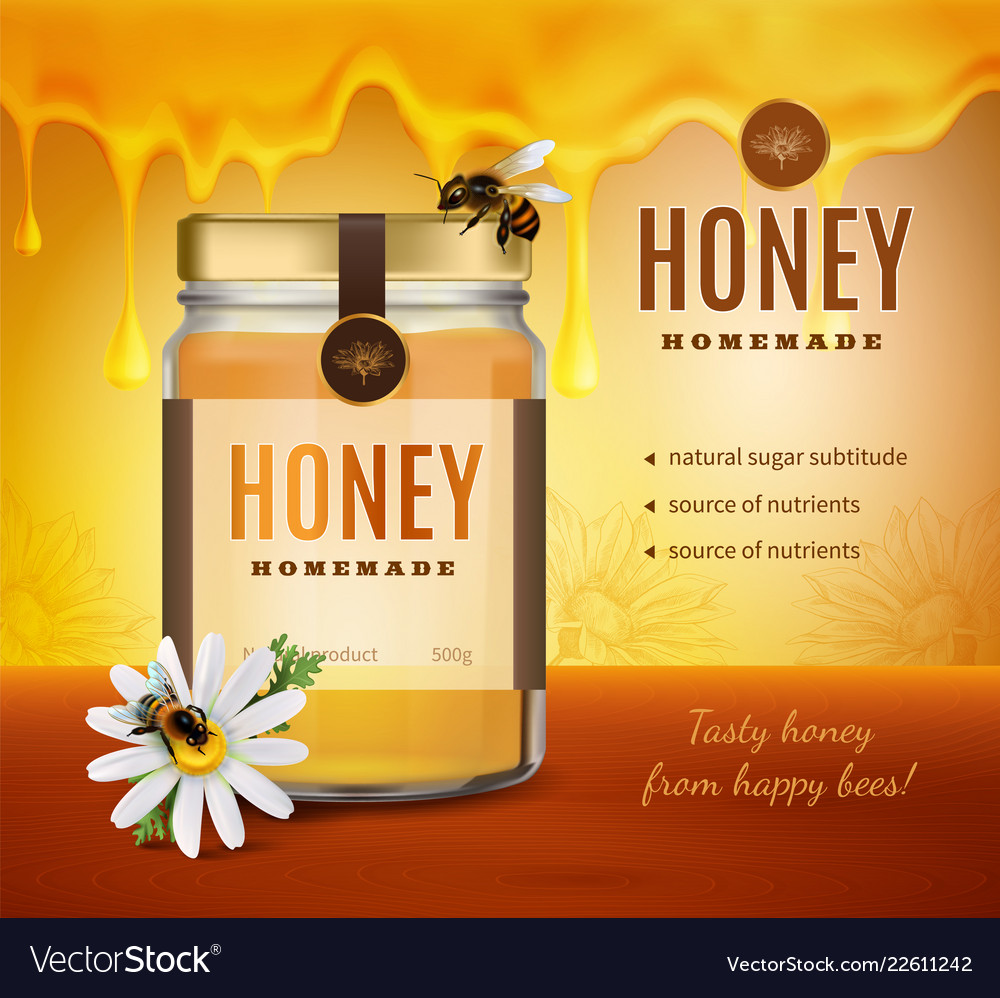 HONEY
HOMEMADE
natural sugar subtitude
source of nutrients
source of nutrients
HONEY
HOMEMADE
product 500g
Tasty honey
from happy bees!
VectorStock®
VectorStock.com/22611242